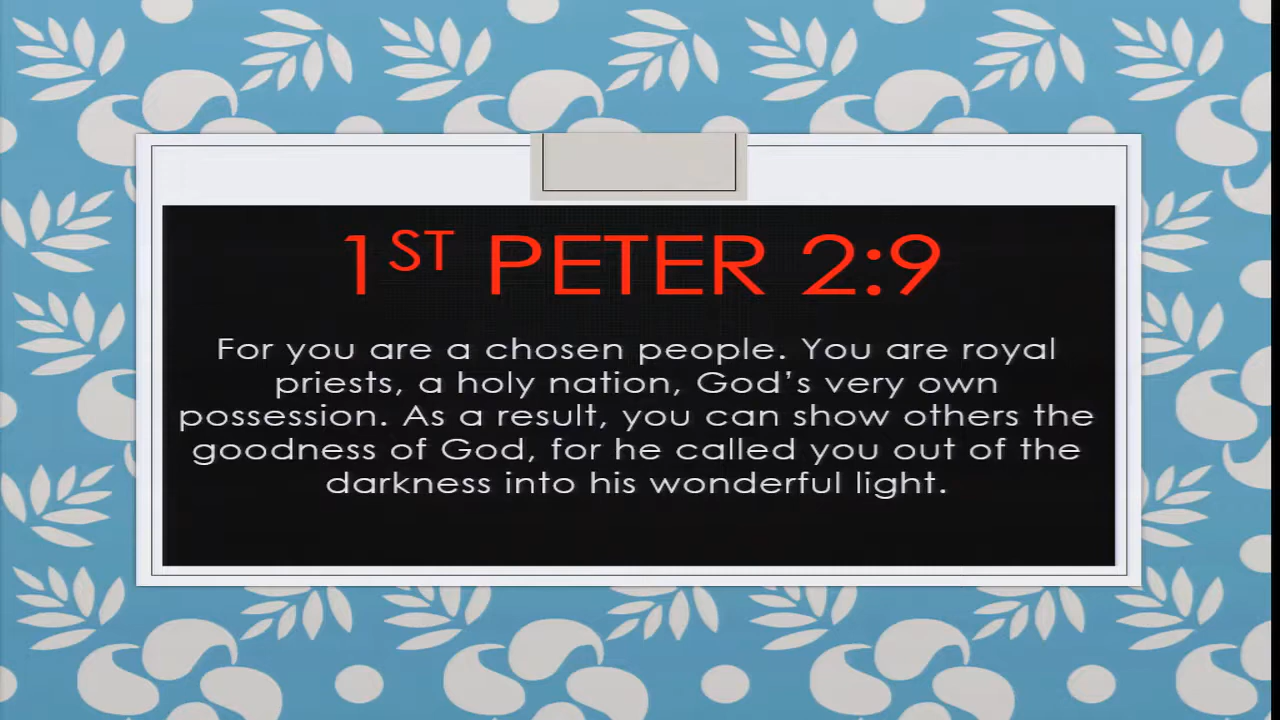 1ST PETER 2:9
For you are a chosen people. You are royal
priests, a holy nation, God’s very own
possession. As a result, you can show others the
goodness of God, for he called you out of the
darkness into his wonderful light.